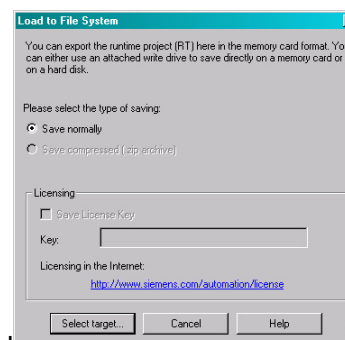 Load to File System
You can export the runtime project (RT) here in the memory card format. Yo
can either use an attached write drive to save directly on a memory card or
on a hard disk.
Please select the type of saving:
Save normally
Save compressed (.zip archive)
Licensing
Save License Key
Key:
Licensing in the Internet:
http://www.siemens.com/automation/license
Select target... Cancel Help